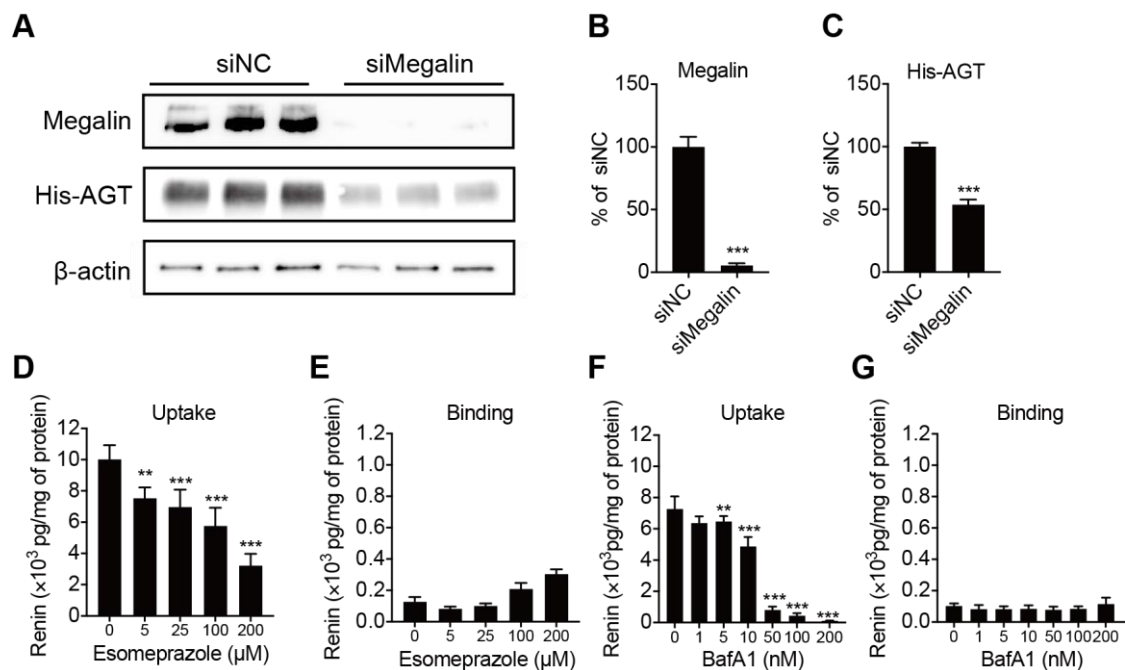 A
siNC siMegalin
Megalin
His-AGT
β-actin
B
Megalin
% of siNC
150
100
50
0
***
siNC
siMegalin
C
His-AGT
% of siNC
150
100
50
0
***
siNC
siMegalin
D
Uptake
Renin (×10³ pg/mg of protein)
12
10
8
6
4
2
0
** *** *** ***
0 5 25 100 200
Esomeprazole (µM)
E
Binding
Renin (×10³ pg/mg of protein)
1.2
1.0
0.8
0.6
0.4
0.2
0.0
0 5 25 100 200
Esomeprazole (µM)
F
Uptake
Renin (×10³pg/mg of protein)
12
10
8
6
4
2
0
** *** *** *** ***
0 1 5 10 50 100 200
BafA1 (nM)
G
Binding
Renin (×10³pg/mg of protein)
1.2
1.0
0.8
0.6
0.4
0.2
0.0
0 1 5 10 50 100 200
BafA1 (nM)